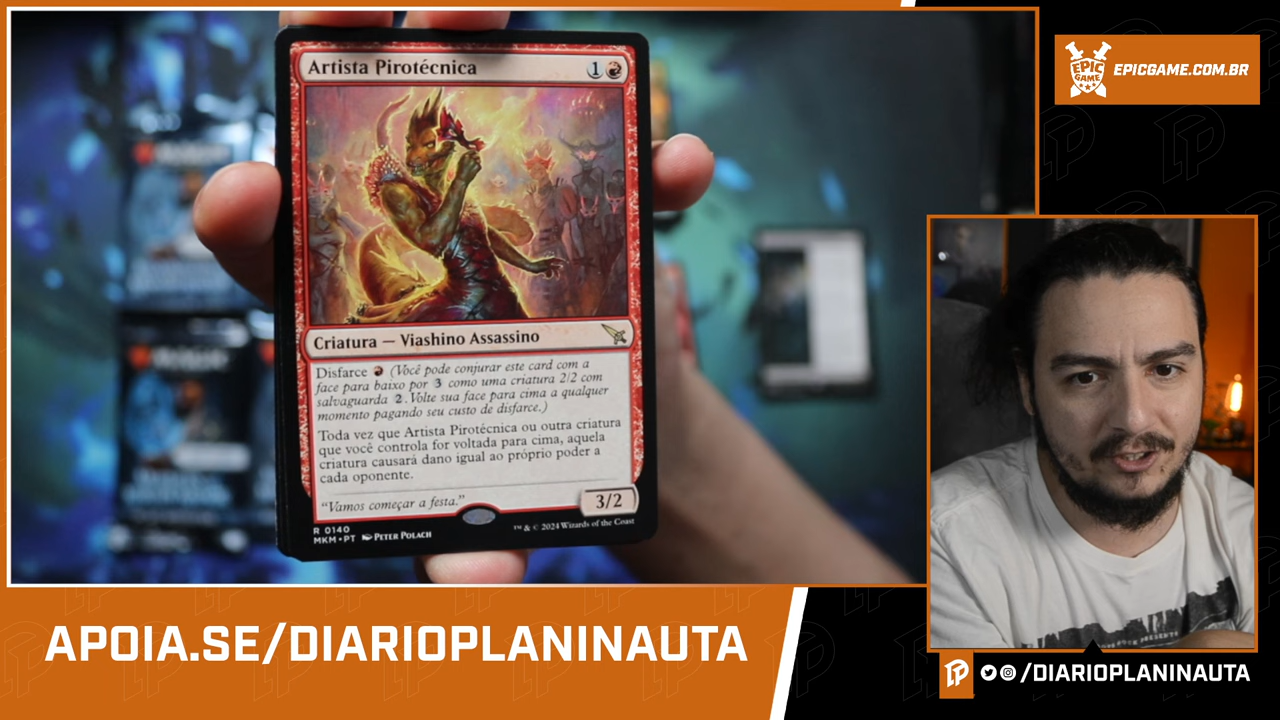 Artista Pirotécnica
1
Criatura — Viashino Assassino
Disfarce (Você pode conjurar este card com a
face para baixo por 3 como uma criatura 2/2 com
salvaguarda 2. Volte sua face para cima a qualquer
momento pagando seu custo de disfarce.)
Toda vez que Artista Pirotécnica ou outra criatura
que você controla for voltada para cima, aquela
criatura causará dano igual ao próprio poder a
cada oponente.
“Vamos começar a festa.”
3/2
R 0140
MKM • PT PETER POLACH
™ & © 2024 Wizards of the Coast
EPIC
GAME
EPICGAME.COM.BR
APOIA.SE/DIARIOPLANINAUTA
/DIARIOPLANINAUTA